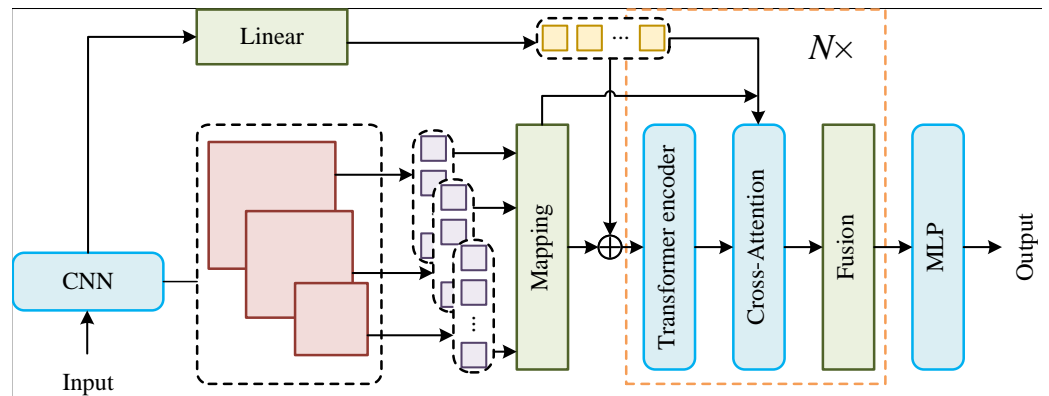 Linear
...
N×
CNN
Input
...
Mapping
Transformer encoder
Cross-Attention
Fusion
MLP
Output